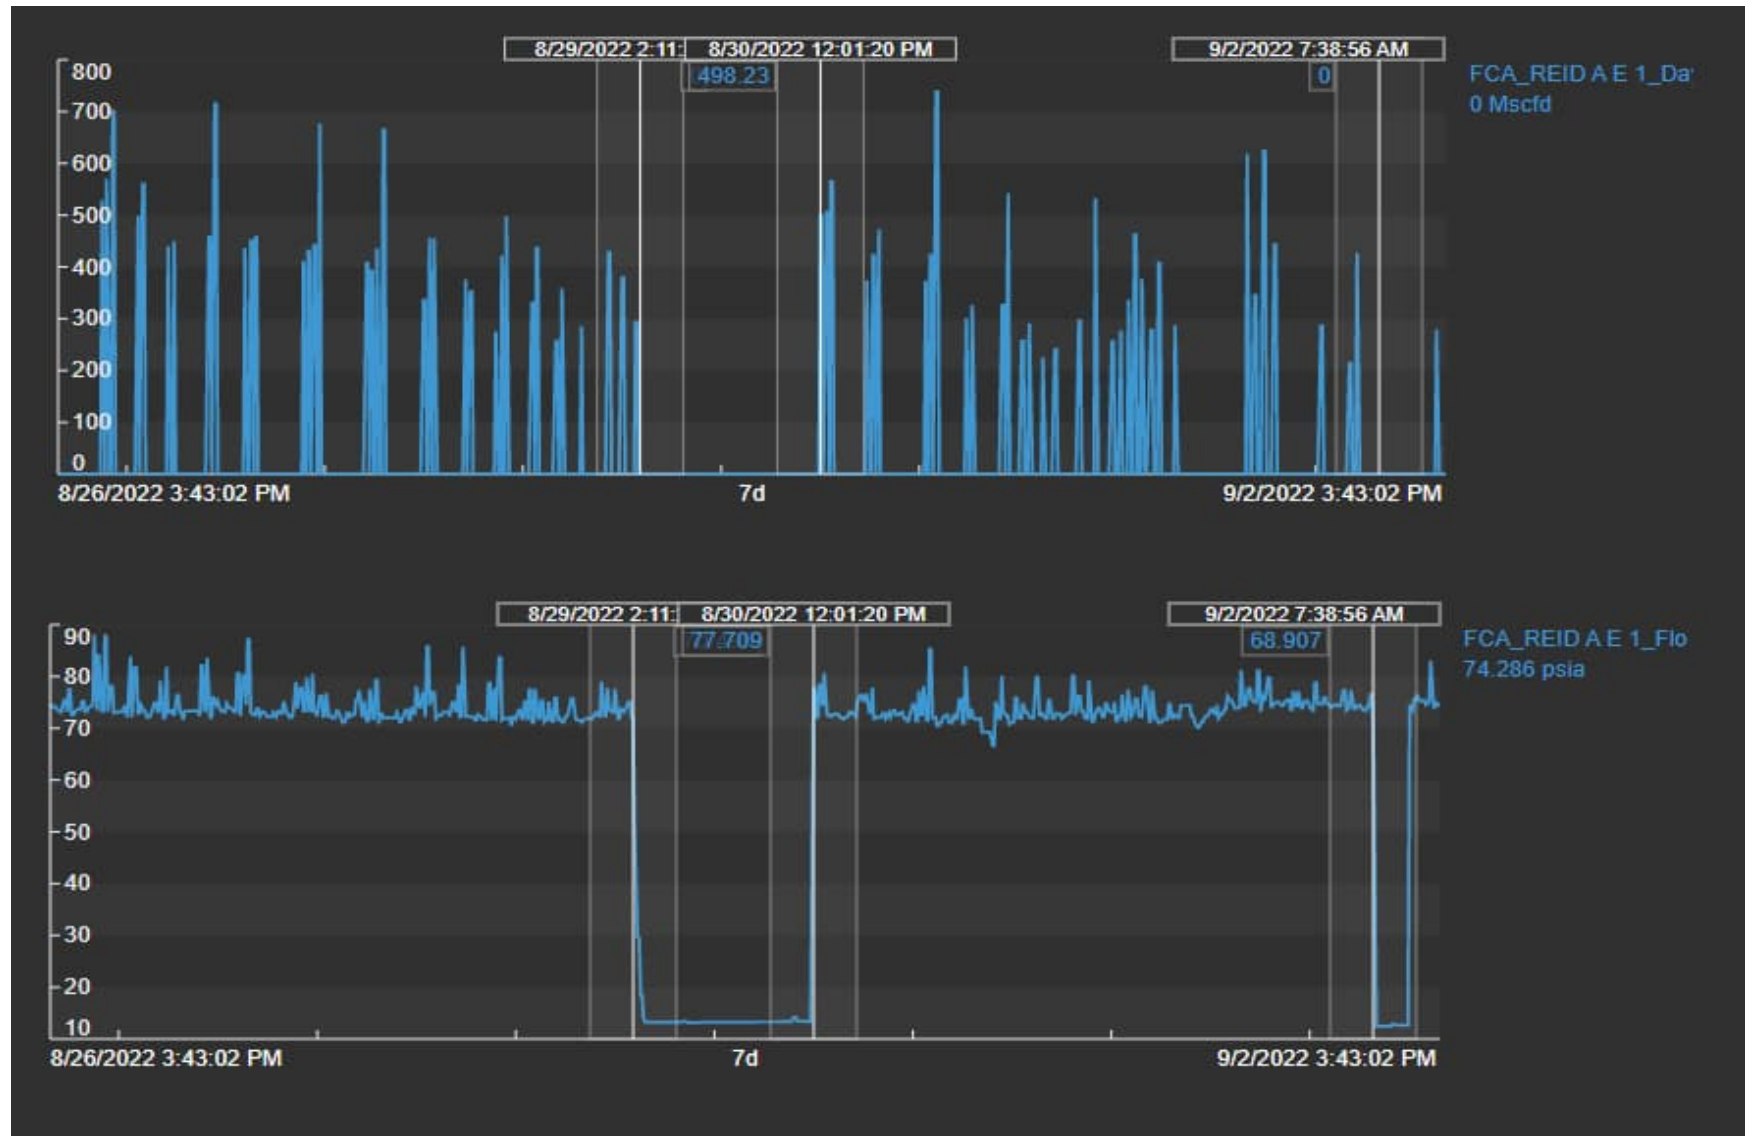 8/29/2022 2:11: 8/30/2022 12:01:20 PM 9/2/2022 7:38:56 AM
800 498.23 0 FCA_REID A E 1_Da
0 Mscfd
700
600
500
400
300
200
100
0
8/26/2022 3:43:02 PM 7d 9/2/2022 3:43:02 PM
8/29/2022 2:11: 8/30/2022 12:01:20 PM 9/2/2022 7:38:56 AM
90 77.709 68.907 FCA_REID A E 1_Flo
80 74.286 psia
70
60
50
40
30
20
10
8/26/2022 3:43:02 PM 7d 9/2/2022 3:43:02 PM